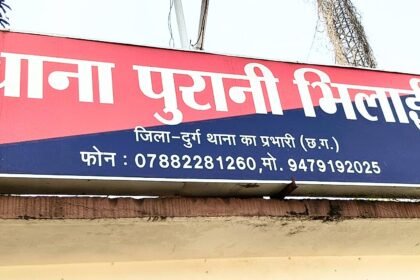 थाना पुरानी भिलाई
जिला-दुर्ग थाना का प्रभारी (छ.ग.)
फोन : 07882281260,मो. 9479192025